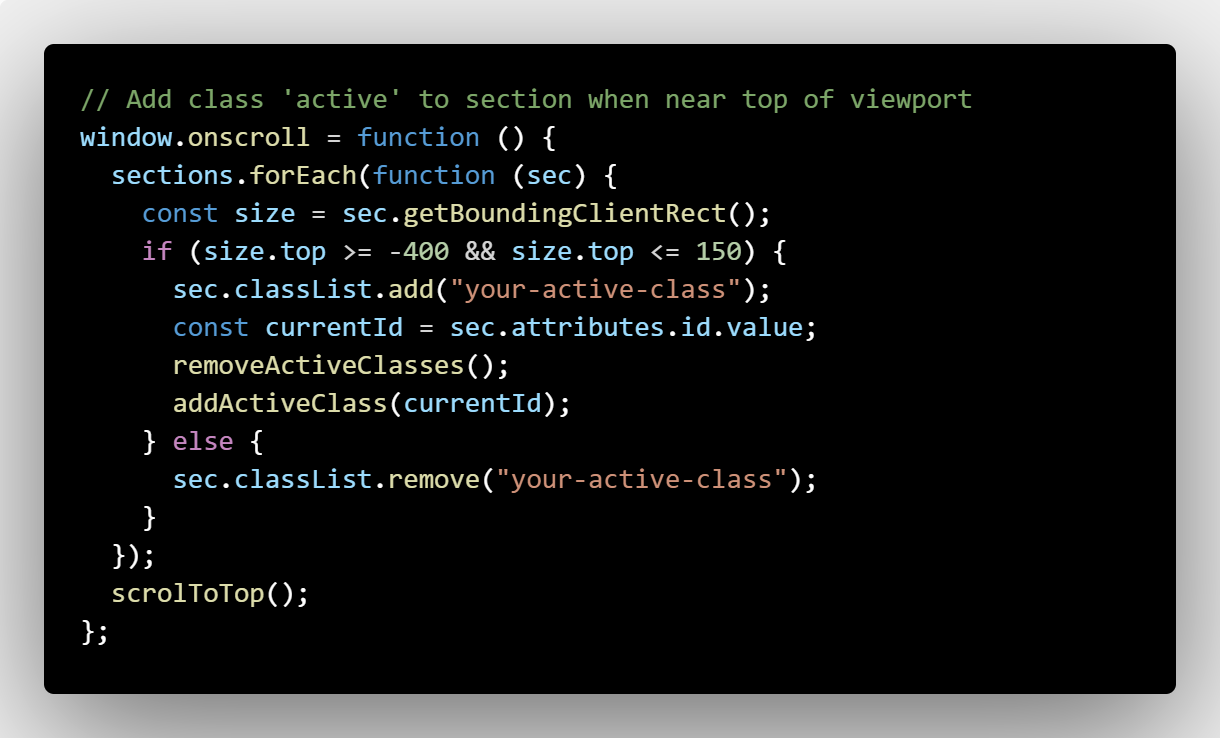 // Add class 'active' to section when near top of viewport
window.onscroll = function () {
  sections.forEach(function (sec) {
    const size = sec.getBoundingClientRect();
    if (size.top >= -400 && size.top <= 150) {
      sec.classList.add("your-active-class");
      const currentId = sec.attributes.id.value;
      removeActiveClasses();
      addActiveClass(currentId);
    } else {
      sec.classList.remove("your-active-class");
    }
  });
  scrolToTop();
};